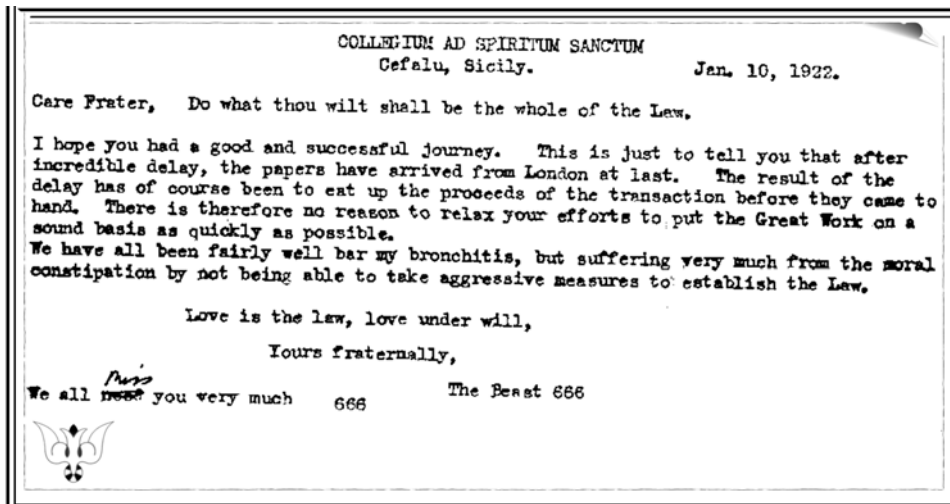 COLLEGIUM AD SPIRITUM SANCTUM
Cefalu, Sicily.
Jan. 10, 1922.
Care Frater,   Do what thou wilt shall be the whole of the Law.
I hope you had a good and successful journey.   This is just to tell you that after
incredible delay, the papers have arrived from London at last.   The result of the
delay has of course been to eat up the proceeds of the transaction before they came to
hand.   There is therefore no reason to relax your efforts to put the Great Work on a
sound basis as quickly as possible.
We have all been fairly well bar my bronchitis, but suffering very much from the moral
constipation by not being able to take aggressive measures to establish the Law.
Love is the law, love under will,
Yours fraternally,
The Beast 666
We all miss you very much   666